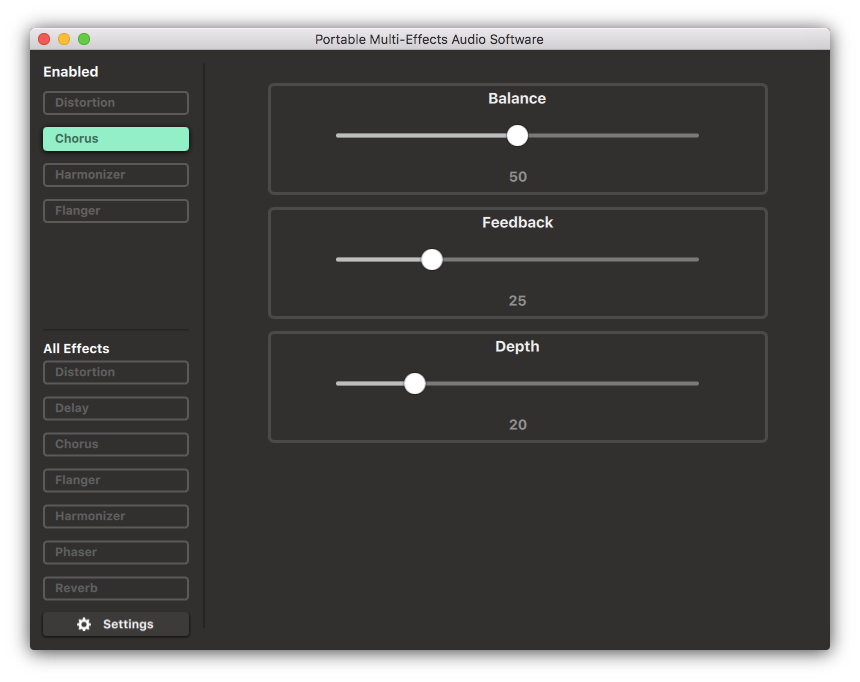 Portable Multi-Effects Audio Software
Enabled
Distortion
Chorus
Harmonizer
Flanger
All Effects
Distortion
Delay
Chorus
Flanger
Harmonizer
Phaser
Reverb
Settings
Balance
50
Feedback
25
Depth
20